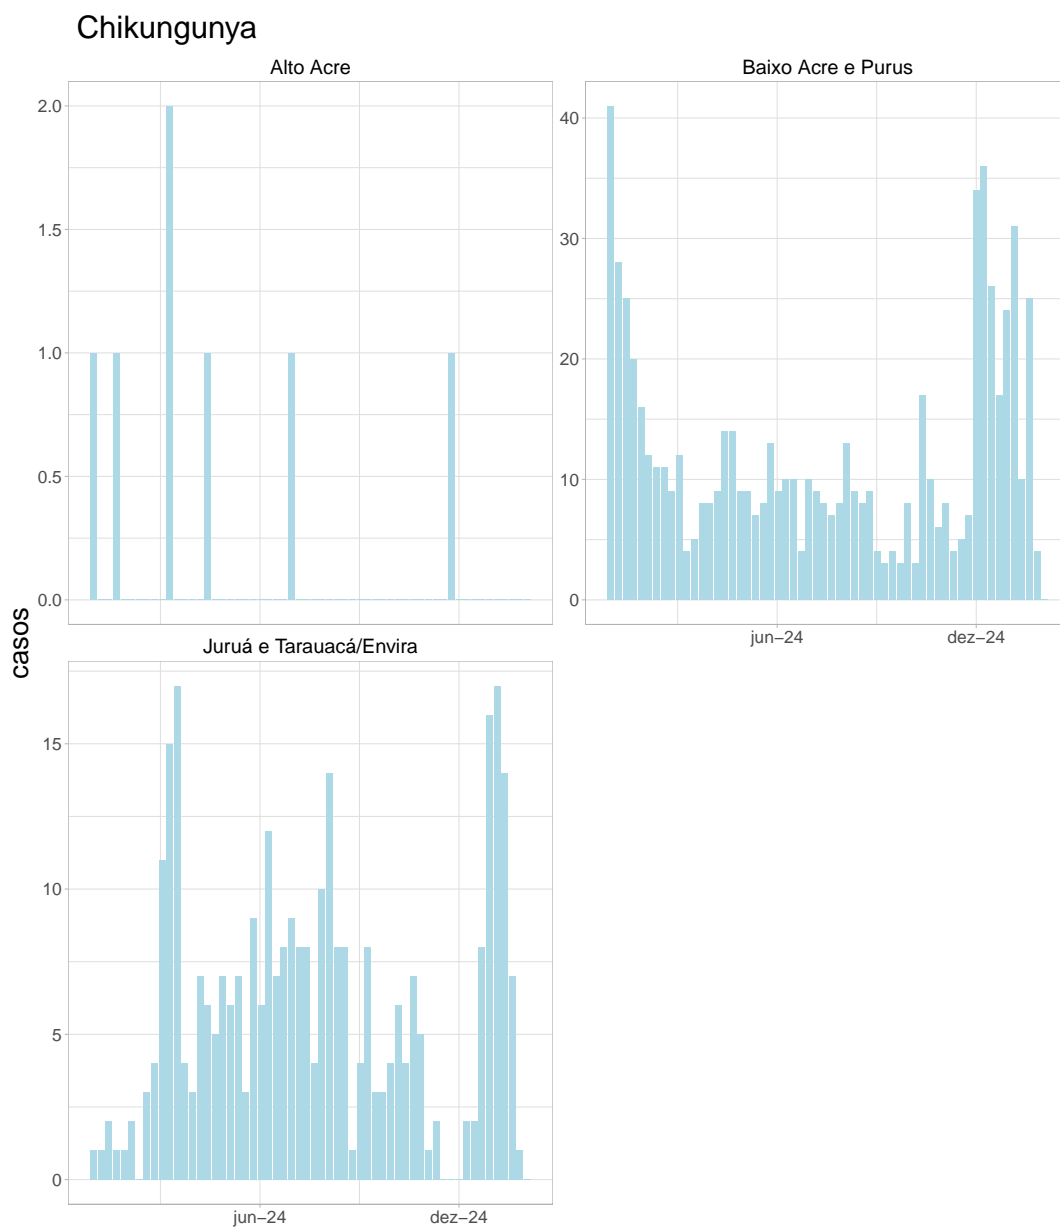 Chikungunya
Alto Acre
2.0
1.5
1.0
0.5
0.0
Baixo Acre e Purus
40
30
20
10
0
jun−24
dez−24
casos
Juruá e Tarauacá/Envira
15
10
5
0
jun−24
dez−24